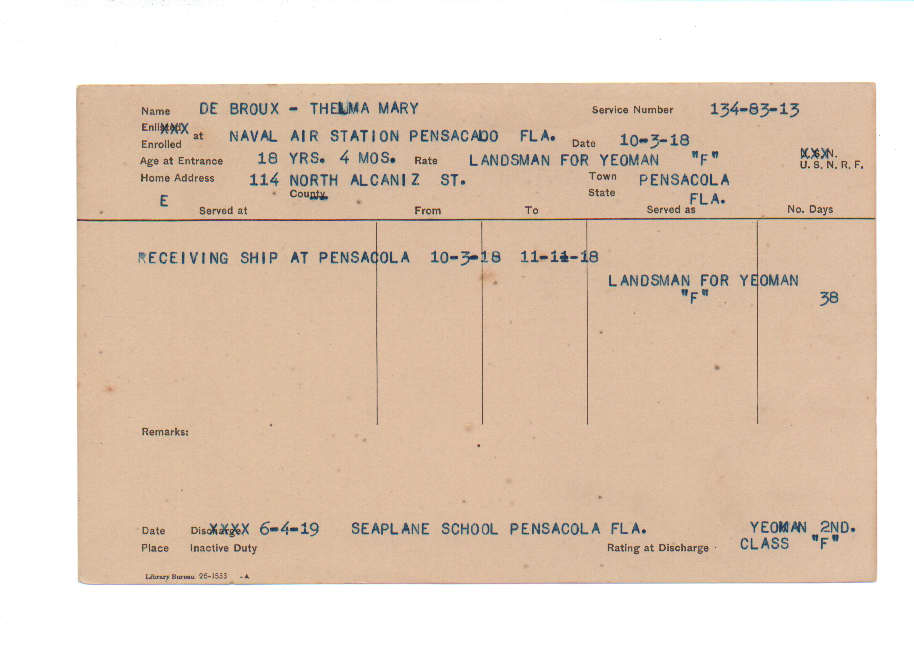 Name DE BROUX - THELMA MARY Service Number 134-83-13
Enlisted
Enrolled at NAVAL AIR STATION PENSACADO FLA. Date 10-3-18
Age at Entrance 18 YRS. 4 MOS. Rate LANDSMAN FOR YEOMAN "F" XXXN.
U. S. N. R. F.
Home Address 114 NORTH ALCANIZ ST. Town PENSACOLA
E County State FLA.
Served at From To Served as No. Days
RECEIVING SHIP AT PENSACOLA 10-3-18 11-11-18
LANDSMAN FOR YEOMAN
"F" 38
Remarks:
Date Discharge XXXX 6-4-19 SEAPLANE SCHOOL PENSACOLA FLA. YEOMAN 2ND.
Place Inactive Duty Rating at Discharge CLASS "F"
Library Bureau 26-1533 -A